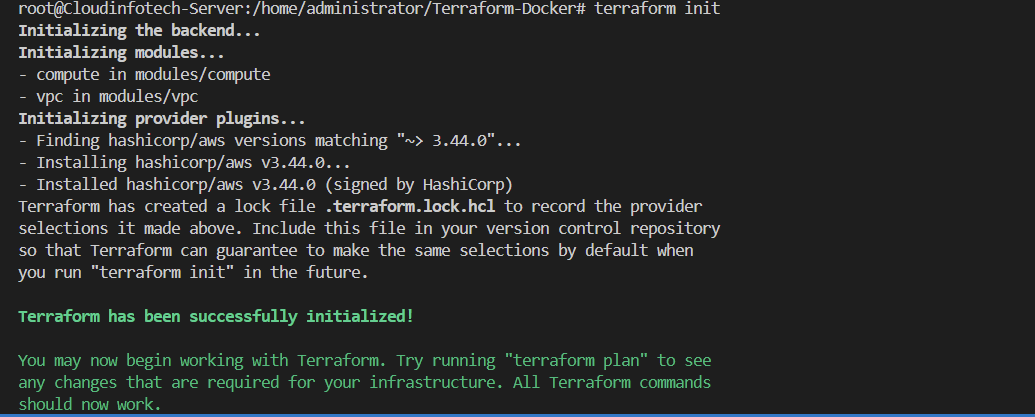 root@Cloudinfotech-Server:/home/administrator/Terraform-Docker# terraform init
Initializing the backend...
Initializing modules...
- compute in modules/compute
- vpc in modules/vpc
Initializing provider plugins...
- Finding hashicorp/aws versions matching "~> 3.44.0"...
- Installing hashicorp/aws v3.44.0...
- Installed hashicorp/aws v3.44.0 (signed by HashiCorp)
Terraform has created a lock file .terraform.lock.hcl to record the provider
selections it made above. Include this file in your version control repository
so that Terraform can guarantee to make the same selections by default when
you run "terraform init" in the future.
Terraform has been successfully initialized!
You may now begin working with Terraform. Try running "terraform plan" to see
any changes that are required for your infrastructure. All Terraform commands
should now work.